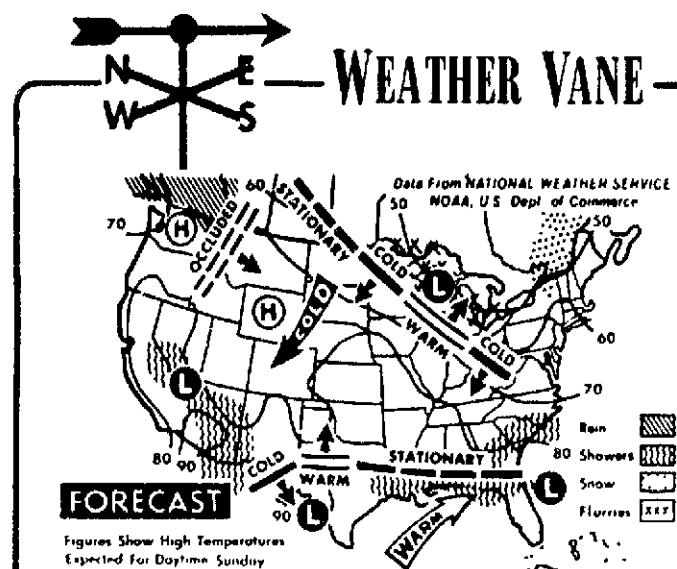 N E
W S
WEATHER VANE
Data From NATIONAL WEATHER SERVICE
NOAA, U.S. Dept. of Commerce
60
STATIONARY
50
50
70
H
OCCLUDED
COLD
L
H
COLD
WARM
COLD
60
L
70
80 90
COLD
WARM
STATIONARY
80
L
90
L
WARM
Rain
Showers
Snow
Flurries
FORECAST
Figures Show High Temperatures
Expected For Daytime Sunday